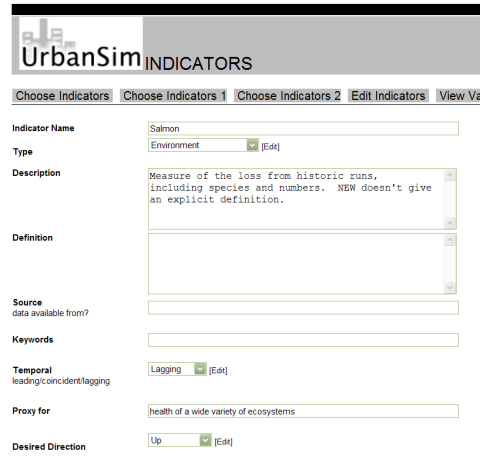 UrbanSim INDICATORS
Choose Indicators Choose Indicators 1 Choose Indicators 2 Edit Indicators View Va
Indicator Name Salmon
Type Environment [Edit]
Description Measure of the loss from historic runs,
including species and numbers. NEW doesn't give
an explicit definition.
Definition
Source
data available from?
Keywords
Temporal Lagging [Edit]
leading/coincident/lagging
Proxy for health of a wide variety of ecosystems
Desired Direction Up [Edit]